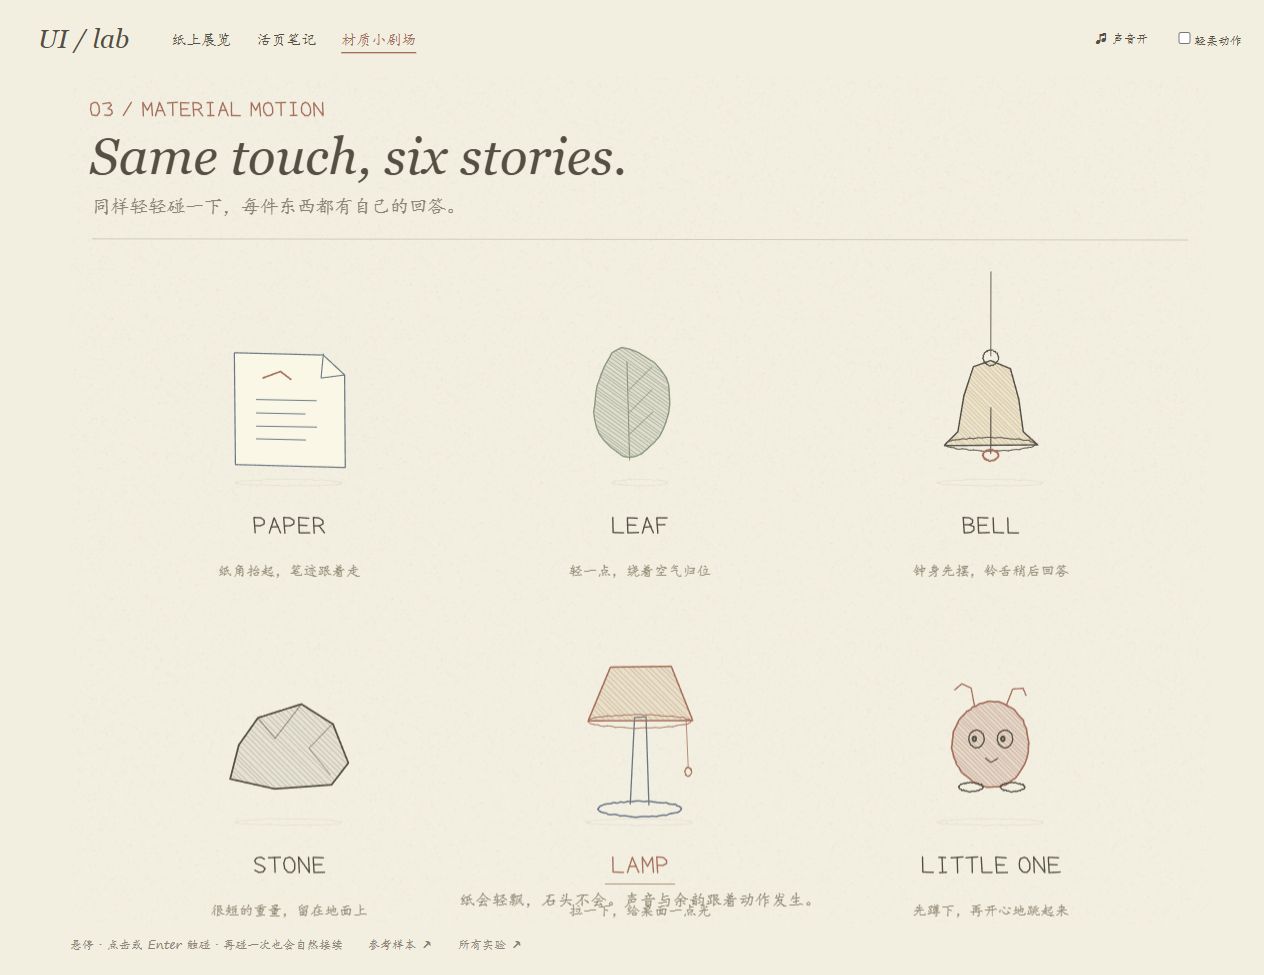 UI / lab 纸上展览 活页笔记 材质小剧场 声音开 轻柔动作
03 / MATERIAL MOTION
Same touch, six stories.
同样轻轻碰一下，每件东西都有自己的回答。
PAPER LEAF BELL
纸角抬起，笔迹跟着走 轻一点，绕着空气归位 钟身先摆，铃舌稍后回答
STONE LAMP LITTLE ONE
纸会轻飘，石头不会。声音与余韵跟着动作发生。
很短的重量，留在地面上 拉一下，给桌面一点光 先蹲下，再开心地跳起来
悬停 · 点击或 Enter 触碰 · 再碰一次也会自然接续 参考样本 ↗ 所有实验 ↗